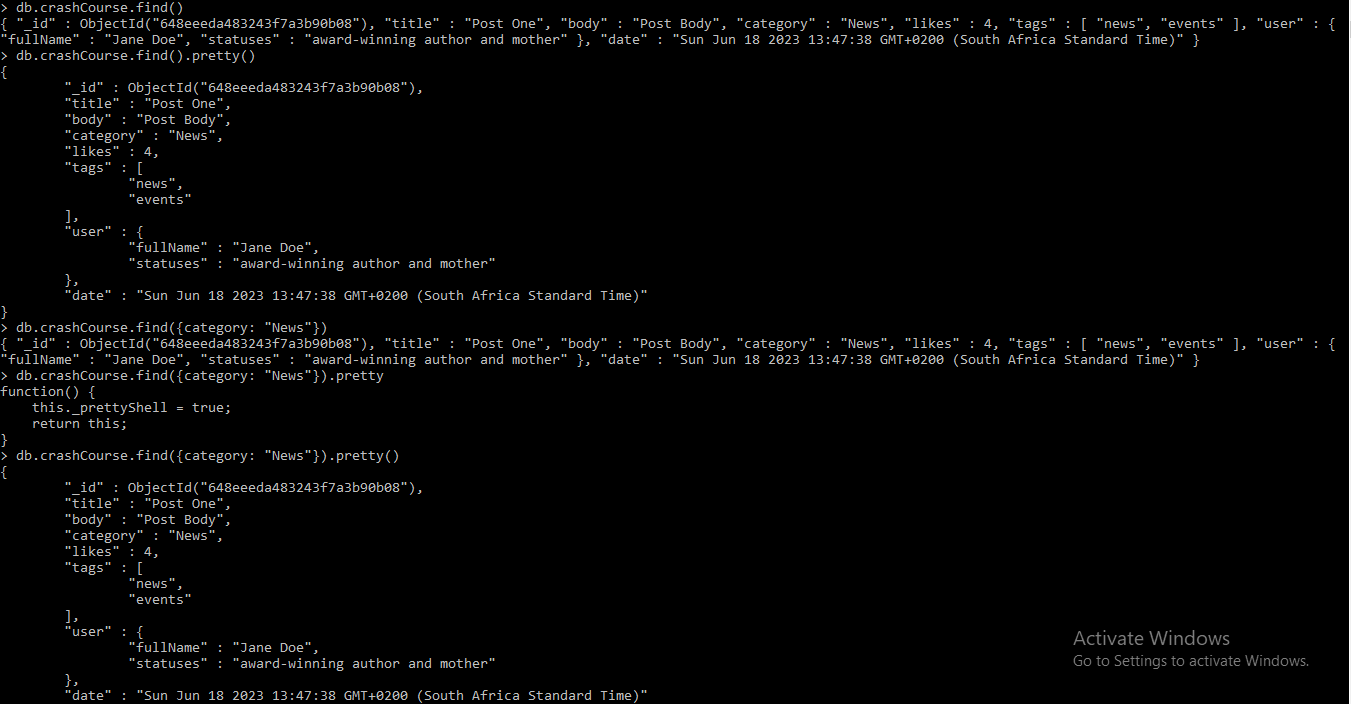 > db.crashCourse.find()
{ "_id" : ObjectId("648eeeda483243f7a3b90b08"), "title" : "Post One", "body" : "Post Body", "category" : "News", "likes" : 4, "tags" : [ "news", "events" ], "user" : {
"fullName" : "Jane Doe", "statuses" : "award-winning author and mother" }, "date" : "Sun Jun 18 2023 13:47:38 GMT+0200 (South Africa Standard Time)" }
> db.crashCourse.find().pretty()
{
        "_id" : ObjectId("648eeeda483243f7a3b90b08"),
        "title" : "Post One",
        "body" : "Post Body",
        "category" : "News",
        "likes" : 4,
        "tags" : [
                "news",
                "events"
        ],
        "user" : {
                "fullName" : "Jane Doe",
                "statuses" : "award-winning author and mother"
        },
        "date" : "Sun Jun 18 2023 13:47:38 GMT+0200 (South Africa Standard Time)"
}
> db.crashCourse.find({category: "News"})
{ "_id" : ObjectId("648eeeda483243f7a3b90b08"), "title" : "Post One", "body" : "Post Body", "category" : "News", "likes" : 4, "tags" : [ "news", "events" ], "user" : {
"fullName" : "Jane Doe", "statuses" : "award-winning author and mother" }, "date" : "Sun Jun 18 2023 13:47:38 GMT+0200 (South Africa Standard Time)" }
> db.crashCourse.find({category: "News"}).pretty
function() {
    this._prettyShell = true;
    return this;
}
> db.crashCourse.find({category: "News"}).pretty()
{
        "_id" : ObjectId("648eeeda483243f7a3b90b08"),
        "title" : "Post One",
        "body" : "Post Body",
        "category" : "News",
        "likes" : 4,
        "tags" : [
                "news",
                "events"
        ],
        "user" : {
                "fullName" : "Jane Doe",
                "statuses" : "award-winning author and mother"
        },
        "date" : "Sun Jun 18 2023 13:47:38 GMT+0200 (South Africa Standard Time)"
Activate Windows
Go to Settings to activate Windows.